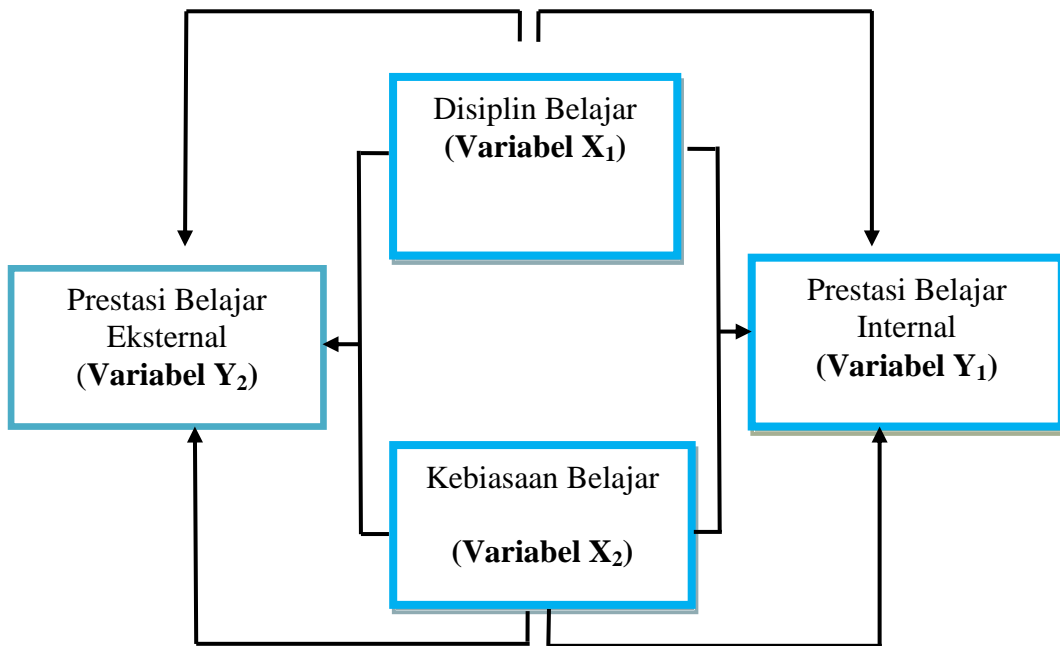 Disiplin Belajar
(Variabel X₁)
Prestasi Belajar
Eksternal
(Variabel Y₂)
Prestasi Belajar
Internal
(Variabel Y₁)
Kebiasaan Belajar
(Variabel X₂)